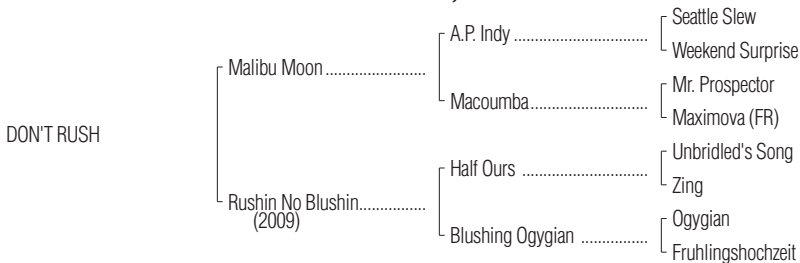 Seattle Slew
A.P. Indy ................................
Weekend Surprise
Malibu Moon ........................
Mr. Prospector
Macoumba............................
Maximova (FR)
DON'T RUSH
Unbridled's Song
Half Ours ..............................
Zing
Rushin No Blushin................
(2009)
Ogygian
Blushing Ogygian ................
Fruhlingshochzeit